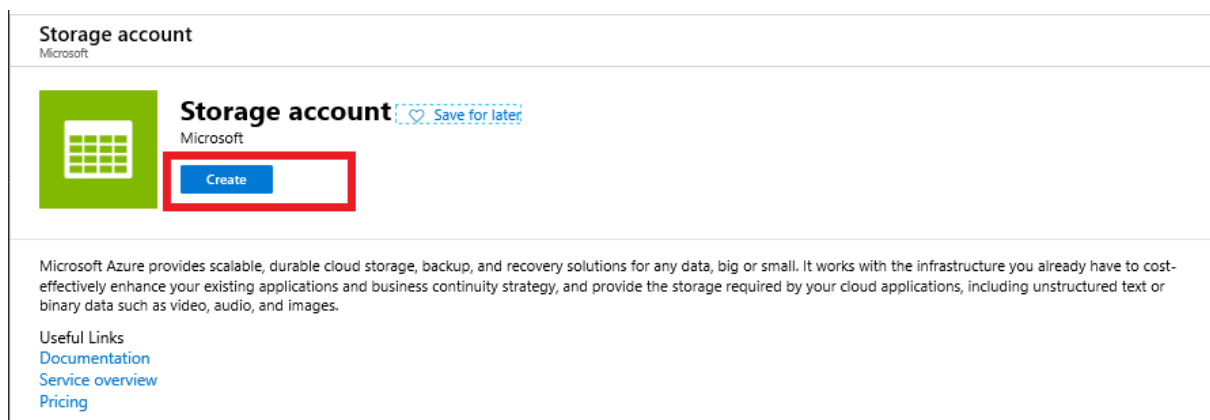 Storage account
Microsoft
Storage account
Save for later
Microsoft
Create
Microsoft Azure provides scalable, durable cloud storage, backup, and recovery solutions for any data, big or small. It works with the infrastructure you already have to cost-
effectively enhance your existing applications and business continuity strategy, and provide the storage required by your cloud applications, including unstructured text or
binary data such as video, audio, and images.
Useful Links
Documentation
Service overview
Pricing